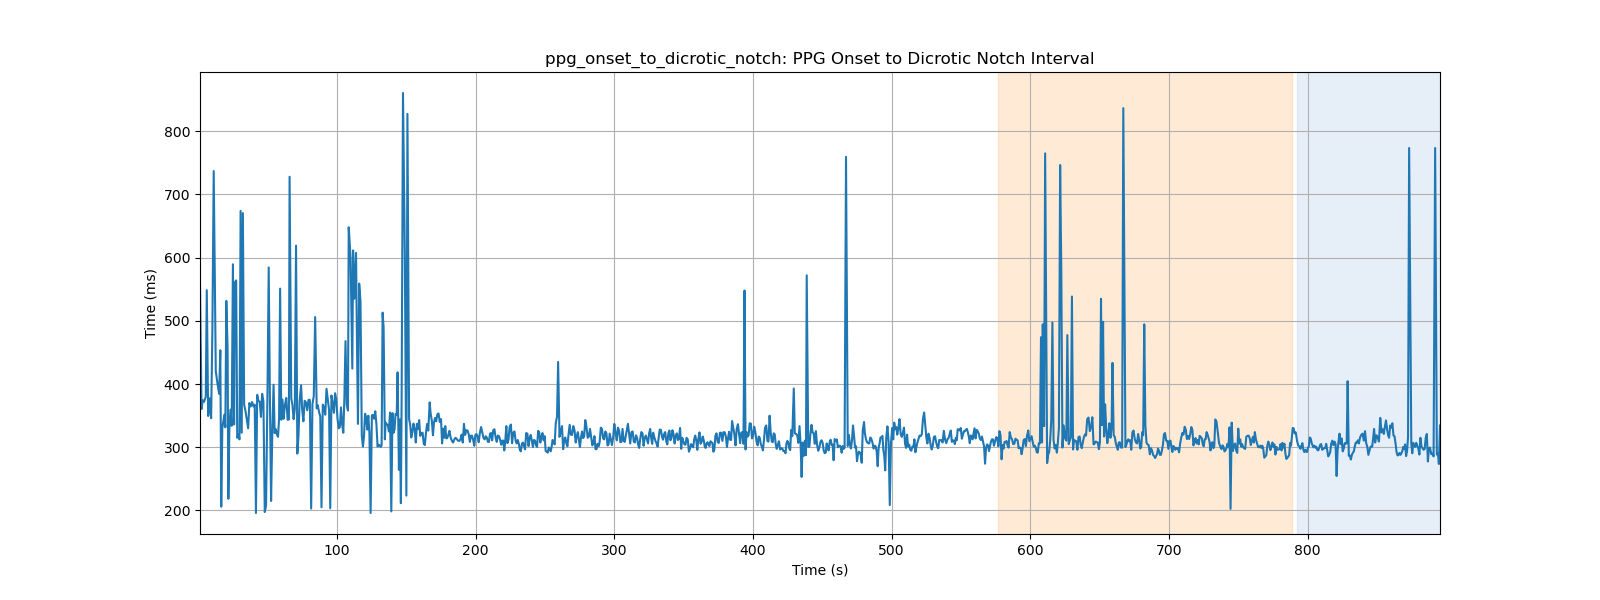 ppg_onset_to_dicrotic_notch: PPG Onset to Dicrotic Notch Interval
Time (ms)
800
700
600
500
400
300
200
100 200 300 400 500 600 700 800
Time (s)